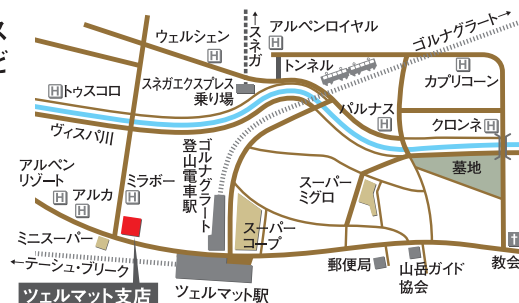 ス
ビ
ウェルシェン
H
←スネガ
アルペンロイヤル
H
ゴルナグラート→
トンネル
H
カプリコーン
Hトゥスコロ
スネガエクスプレス
乗り場
パルナス
H
クロンネH
ヴィスパ川
アルペン
リゾート
H
アルカ
H
ミラボー
H
ゴルナグラート
登山電車駅
スーパー
ミグロ
墓地
ミニスーパー
スーパー
コープ
←テーシュ・ブリーク
郵便局
山岳ガイド
協会
教会
ツェルマット支店
ツェルマット駅